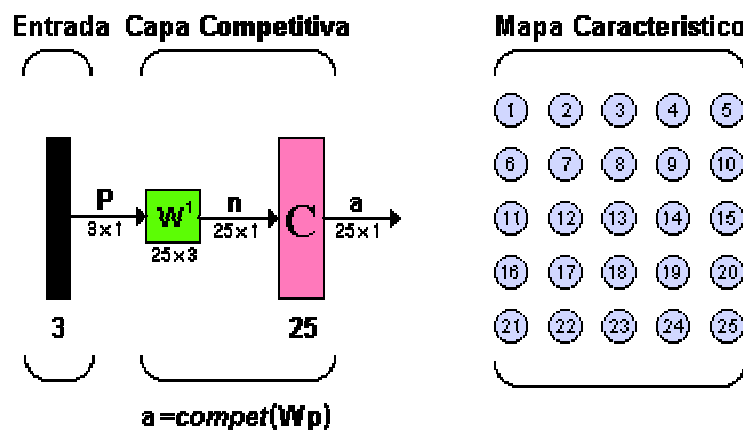 Entrada Capa Competitiva Mapa Caracteristico
1 2 3 4 5
6 7 8 9 10
P n a
W1 C
3×1 25×1 25×1
11 12 13 14 15
25×3
16 17 18 19 20
3 25
21 22 23 24 25
a=compet(Wp)